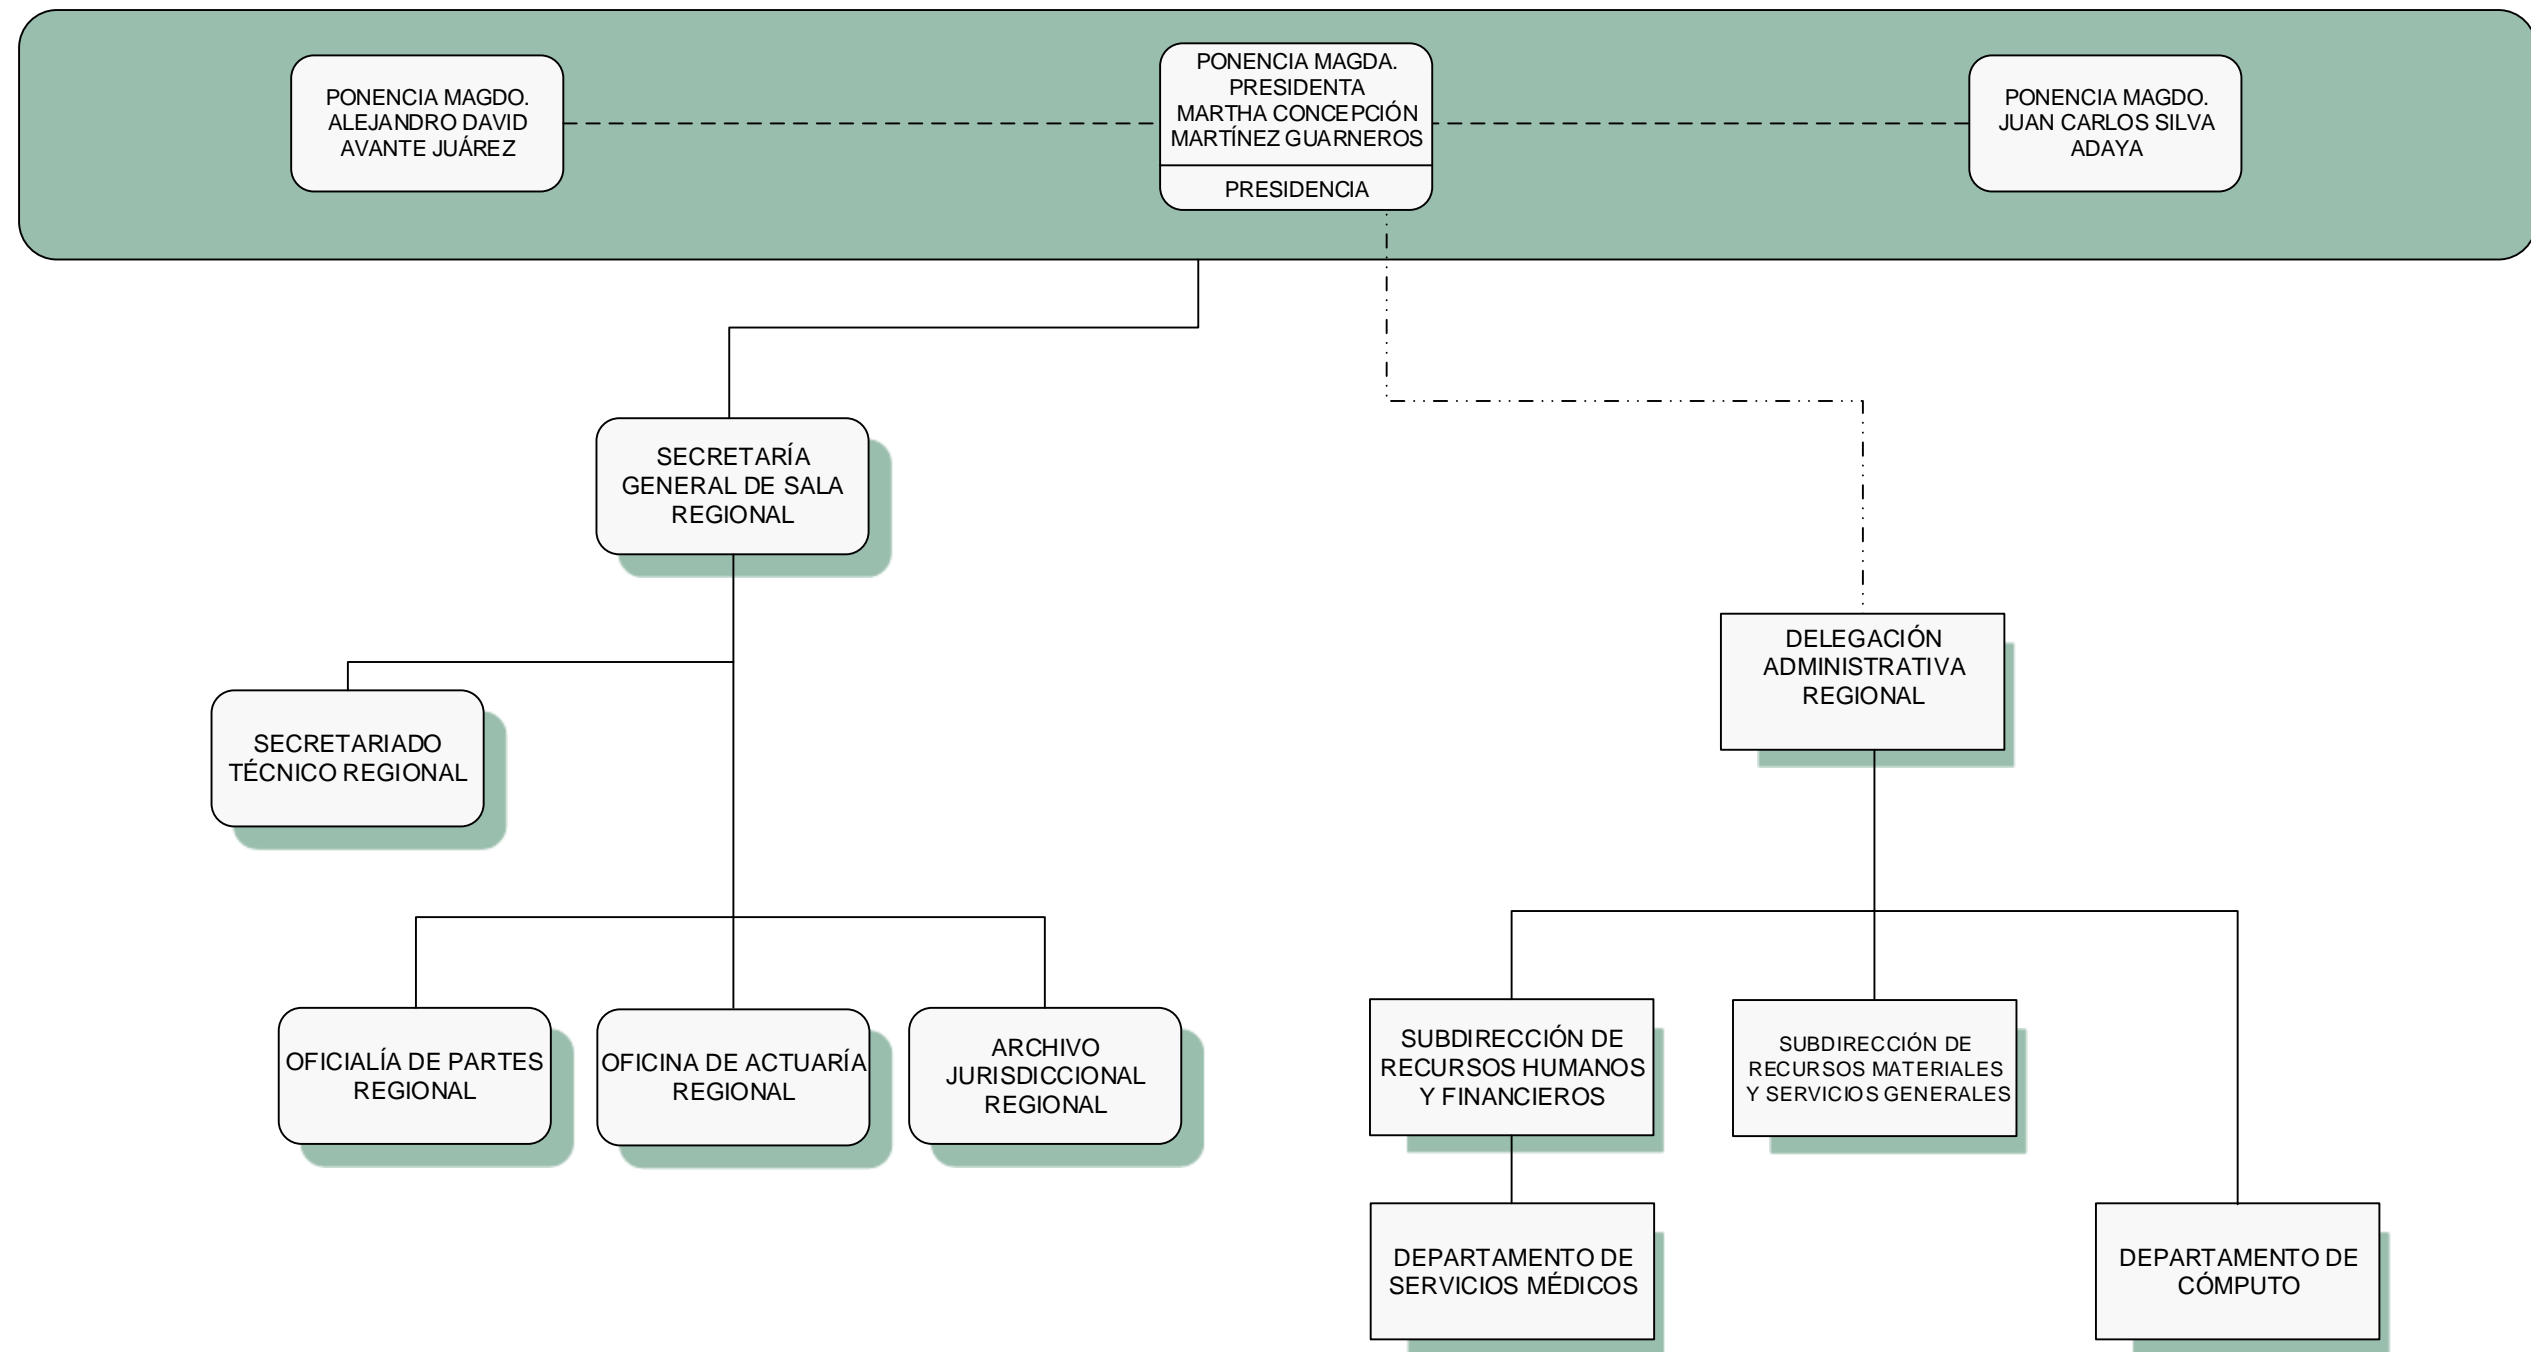 PONENCIA MAGDO.
ALEJANDRO DAVID
AVANTE JUÁREZ
PONENCIA MAGDA.
PRESIDENTA
MARTHA CONCEPCIÓN
MARTÍNEZ GUARNEROS
PRESIDENCIA
PONENCIA MAGDO.
JUAN CARLOS SILVA
ADAYA
SECRETARÍA
GENERAL DE SALA
REGIONAL
DELEGACIÓN
ADMINISTRATIVA
REGIONAL
SECRETARIADO
TÉCNICO REGIONAL
OFICIALÍA DE PARTES
REGIONAL
OFICINA DE ACTUARÍA
REGIONAL
ARCHIVO
JURISDICCIONAL
REGIONAL
SUBDIRECCIÓN DE
RECURSOS HUMANOS
Y FINANCIEROS
SUBDIRECCIÓN DE
RECURSOS MATERIALES
Y SERVICIOS GENERALES
DEPARTAMENTO DE
SERVICIOS MÉDICOS
DEPARTAMENTO DE
CÓMPUTO